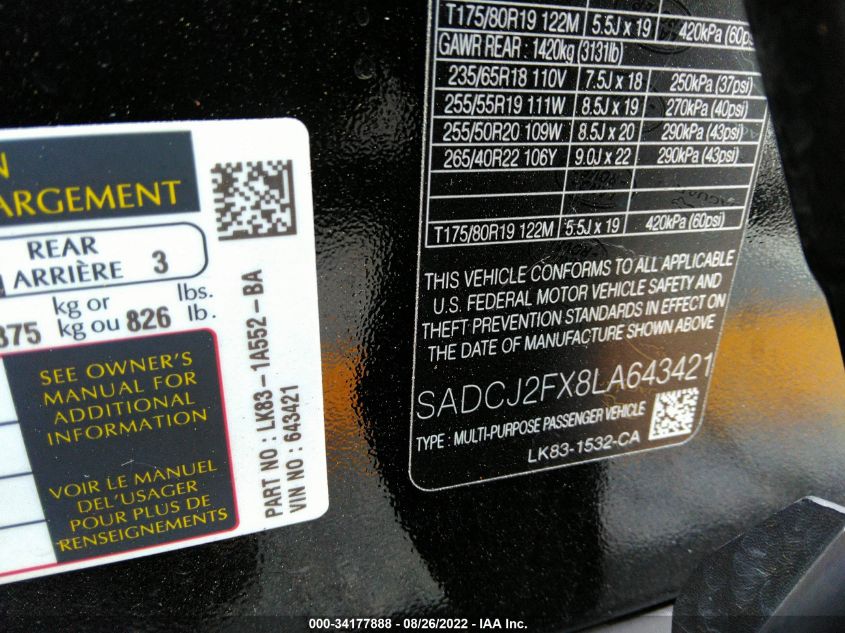 N
ARGEMENT
REAR
ARRIÈRE 3
375 kg or 826 lbs.
kg ou lb.
SEE OWNER'S
MANUAL FOR
ADDITIONAL
INFORMATION
VOIR LE MANUEL
DEL'USAGER
POUR PLUS DE
RENSEIGNEMENTS
PART NO : LK83-1A552-BA
VIN NO : 643421
T175/80R19 122M 5.5J x 19 420kPa (60psi
GAWR REAR : 1420kg (3131lb)
235/65R18 110V 7.5J x 18 250kPa (37psi)
255/55R19 111W 8.5J x 19 270kPa (40psi)
255/50R20 109W 8.5J x 20 290kPa (43psi)
265/40R22 106Y 9.0J x 22 290kPa (43psi)
T175/80R19 122M 5.5J x 19 420kPa (60psi)
THIS VEHICLE CONFORMS TO ALL APPLICABLE
U.S. FEDERAL MOTOR VEHICLE SAFETY AND
THEFT PREVENTION STANDARDS IN EFFECT ON
THE DATE OF MANUFACTURE SHOWN ABOVE
SADCJ2FX8LA643421
TYPE : MULTI-PURPOSE PASSENGER VEHICLE
LK83-1532-CA
000-34177888 - 08/26/2022 - IAA Inc.